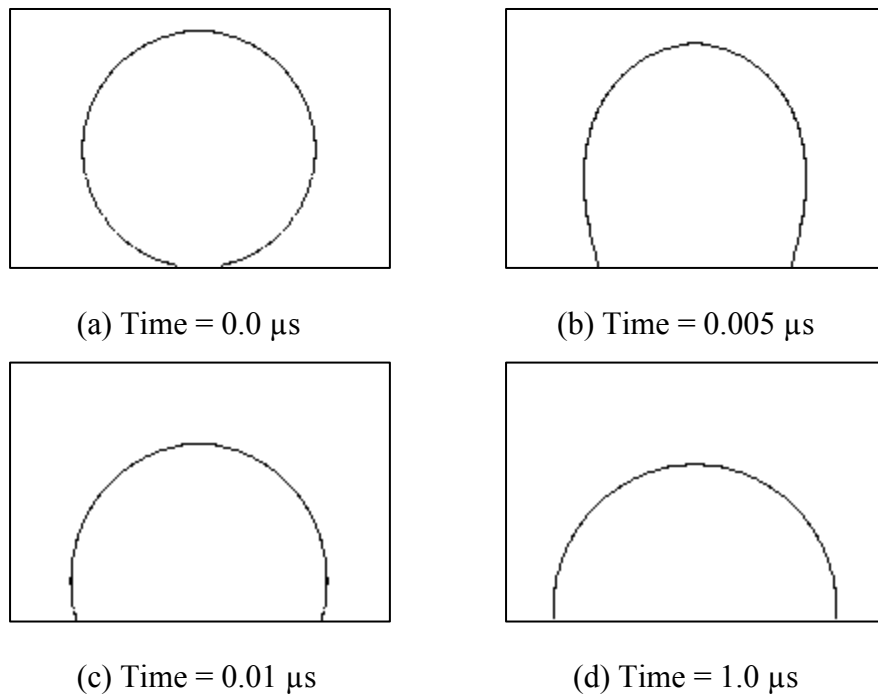 (a) Time = 0.0 µs
(b) Time = 0.005 µs
(c) Time = 0.01 µs
(d) Time = 1.0 µs